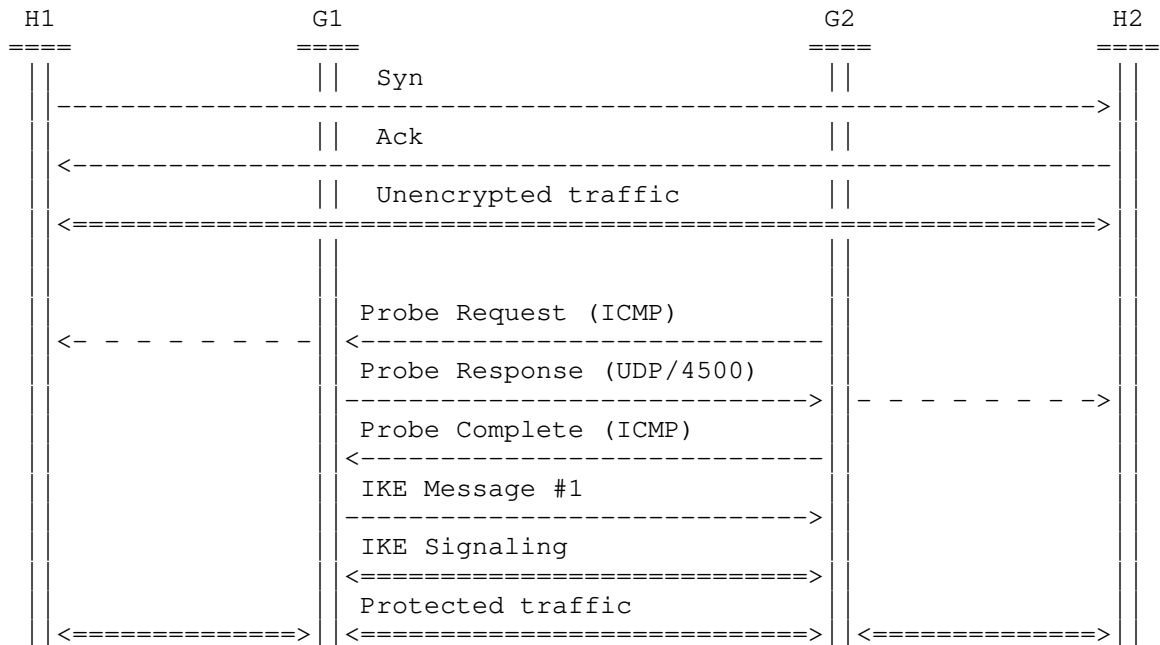 H1 G1 G2 H2
==== ==== ==== ====
Syn
Ack
Unencrypted traffic
Probe Request (ICMP)
Probe Response (UDP/4500)
Probe Complete (ICMP)
IKE Message #1
IKE Signaling
Protected traffic